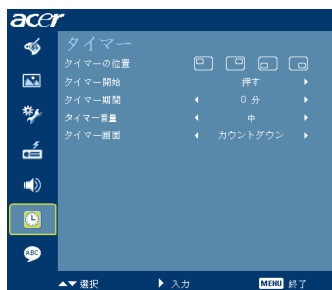 acer
タイマー
タイマーの位置
タイマー開始 押す
タイマー期間 0 分
タイマー音量 中
タイマー画面 カウントダウン
ABC
選択 入力 MENU 終了